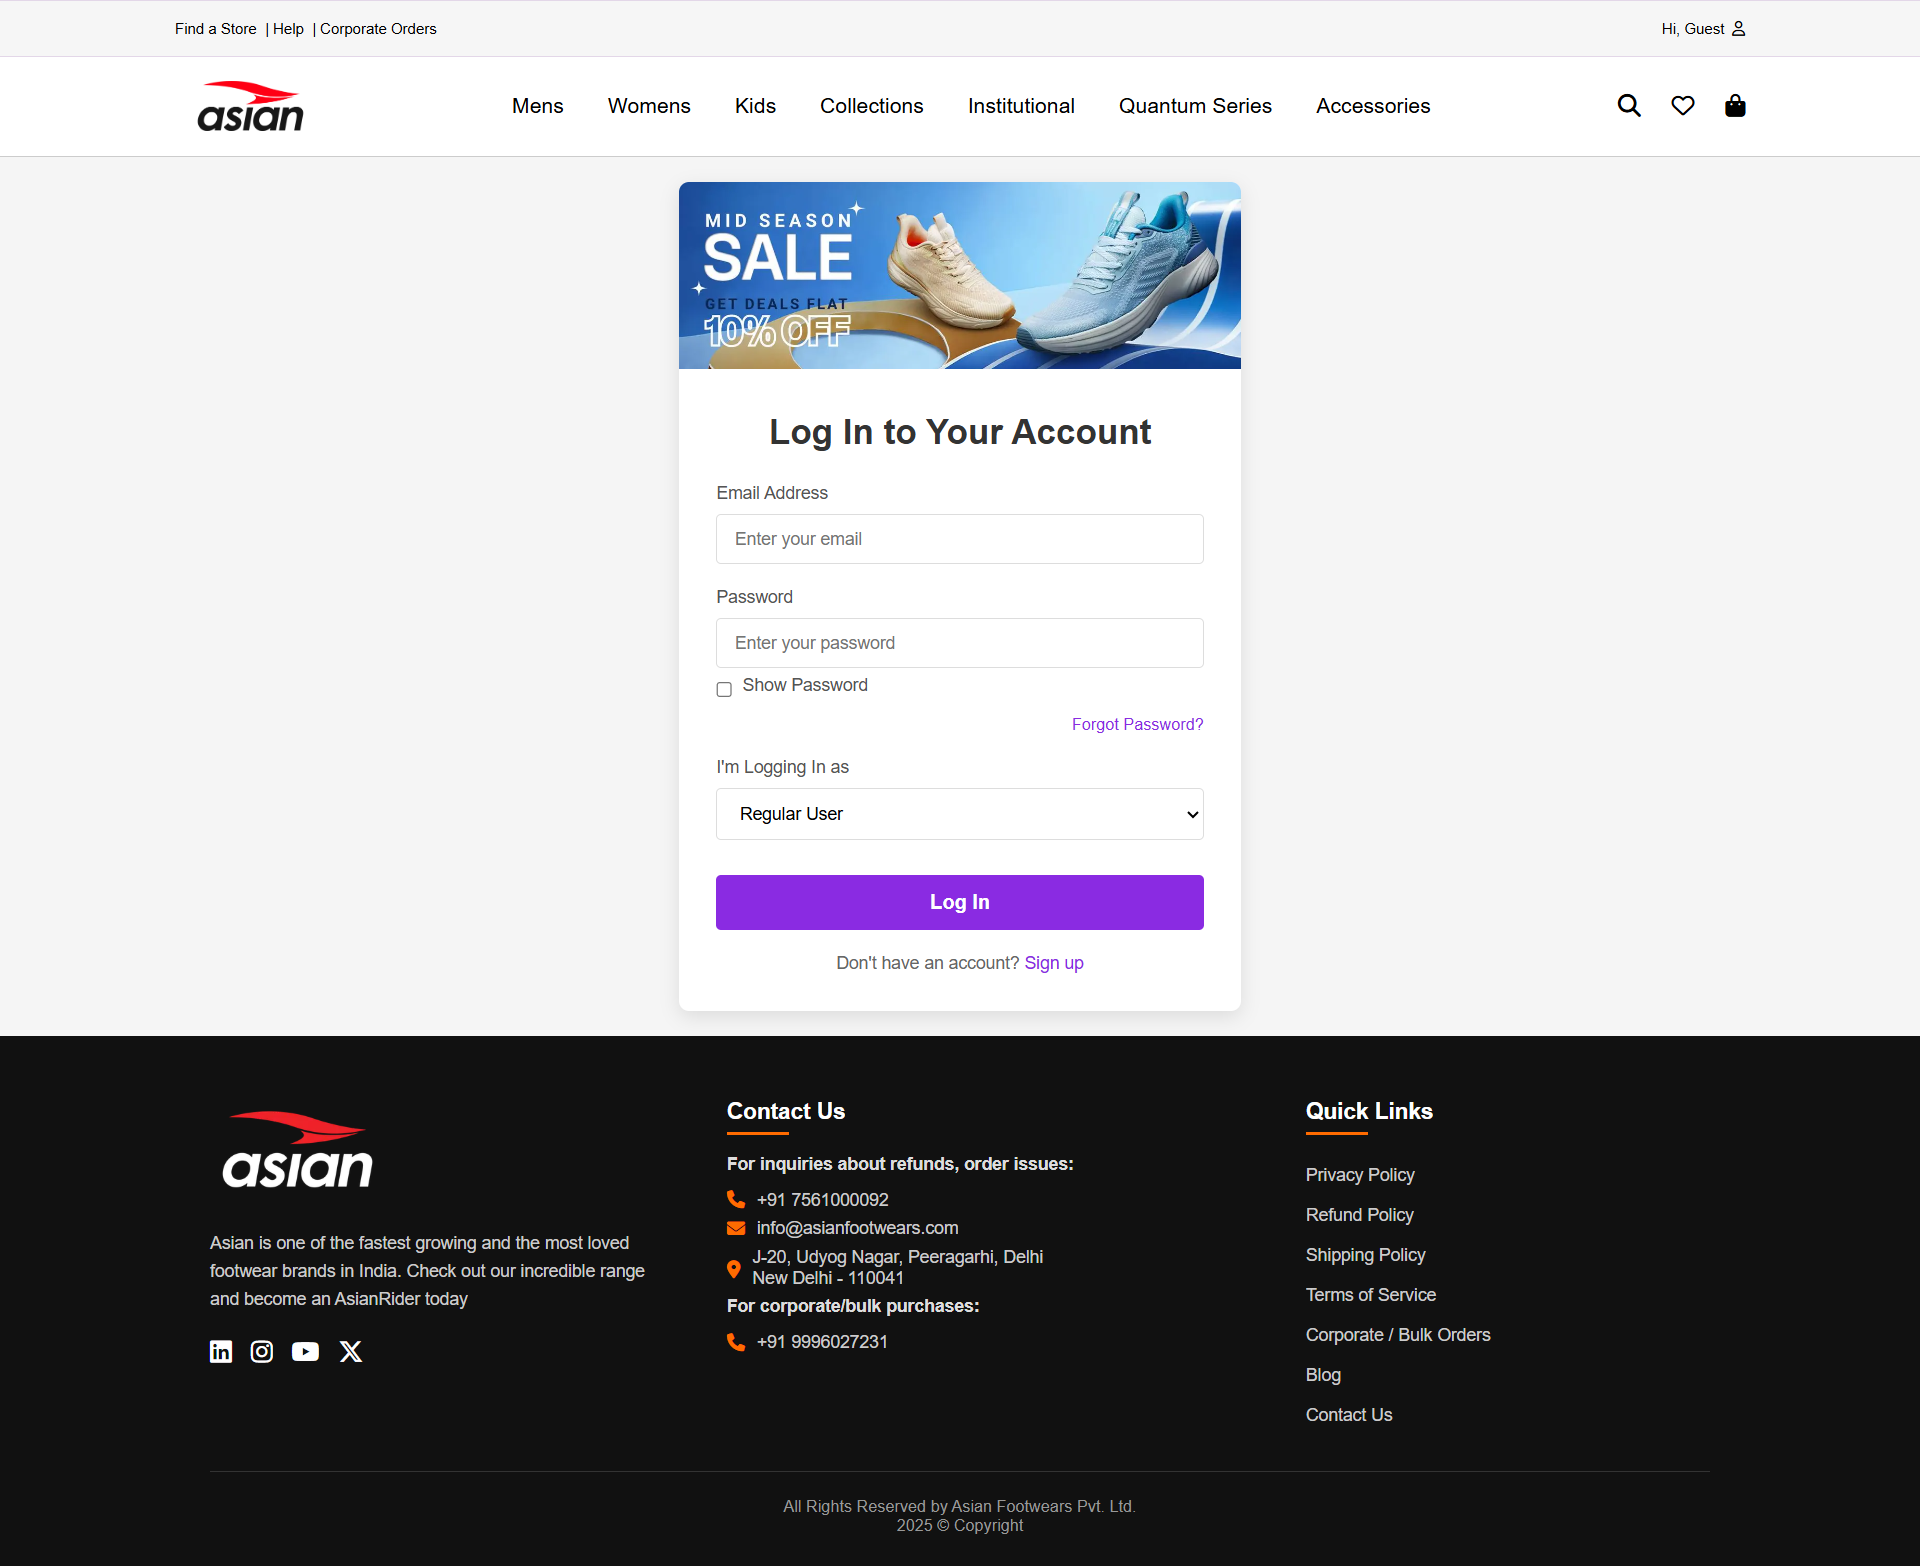 Find a Store | Help | Corporate Orders
Hi, Guest
asian
Mens Womens Kids Collections Institutional Quantum Series Accessories
MID SEASON
SALE
GET DEALS FLAT
10% OFF
Log In to Your Account
Email Address
Enter your email
Password
Enter your password
Show Password
Forgot Password?
I'm Logging In as
Regular User
Log In
Don't have an account? Sign up
asian
Asian is one of the fastest growing and the most loved
footwear brands in India. Check out our incredible range
and become an AsianRider today
Contact Us
For inquiries about refunds, order issues:
+91 7561000092
info@asianfootwears.com
J-20, Udyog Nagar, Peeragarhi, Delhi
New Delhi - 110041
For corporate/bulk purchases:
+91 9996027231
Quick Links
Privacy Policy
Refund Policy
Shipping Policy
Terms of Service
Corporate / Bulk Orders
Blog
Contact Us
All Rights Reserved by Asian Footwears Pvt. Ltd.
2025 © Copyright